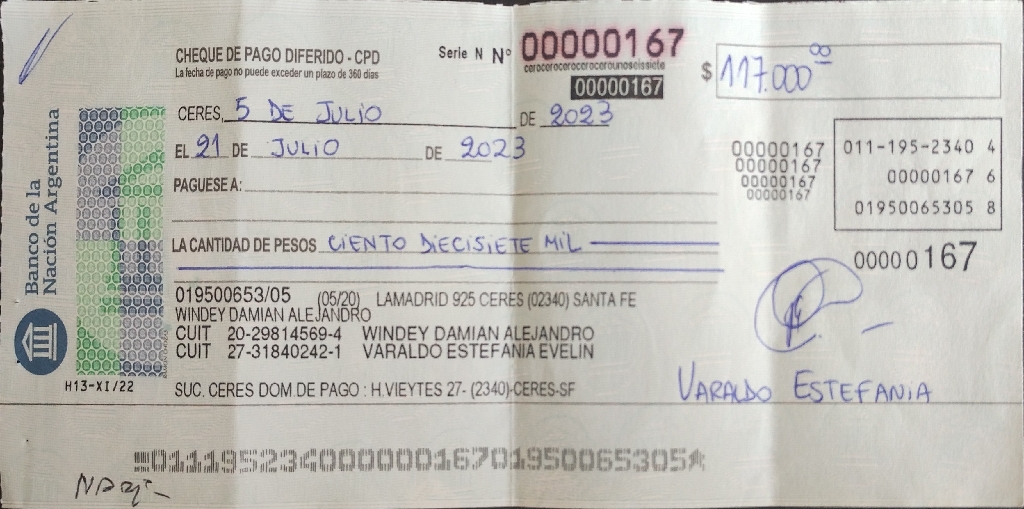 CHEQUE DE PAGO DIFERIDO - CPD
La fecha de pago no puede exceder un plazo de 360 días
Serie N Nº 00000167
cerocerocerocerocerounoseissiete
00000167
$ 117.000 00
CERES, 5 DE JULIO DE 2023
EL 21 DE JULIO DE 2023
PAGUESE A:
LA CANTIDAD DE PESOS CIENTO DIECISIETE MIL
00000167
00000167
00000167
00000167
011-195-2340 4
00000167 6
01950065305 8
00000167
Banco de la
Nación Argentina
H13-XI/22
019500653/05 (05/20) LAMADRID 925 CERES (02340) SANTA FE
WINDEY DAMIAN ALEJANDRO
CUIT 20-29814569-4 WINDEY DAMIAN ALEJANDRO
CUIT 27-31840242-1 VARALDO ESTEFANIA EVELIN
SUC. CERES DOM.DE PAGO : H.VIEYTES 27- (2340)-CERES-SF
VARALDO ESTEFANIA
01119523400000016701950065305